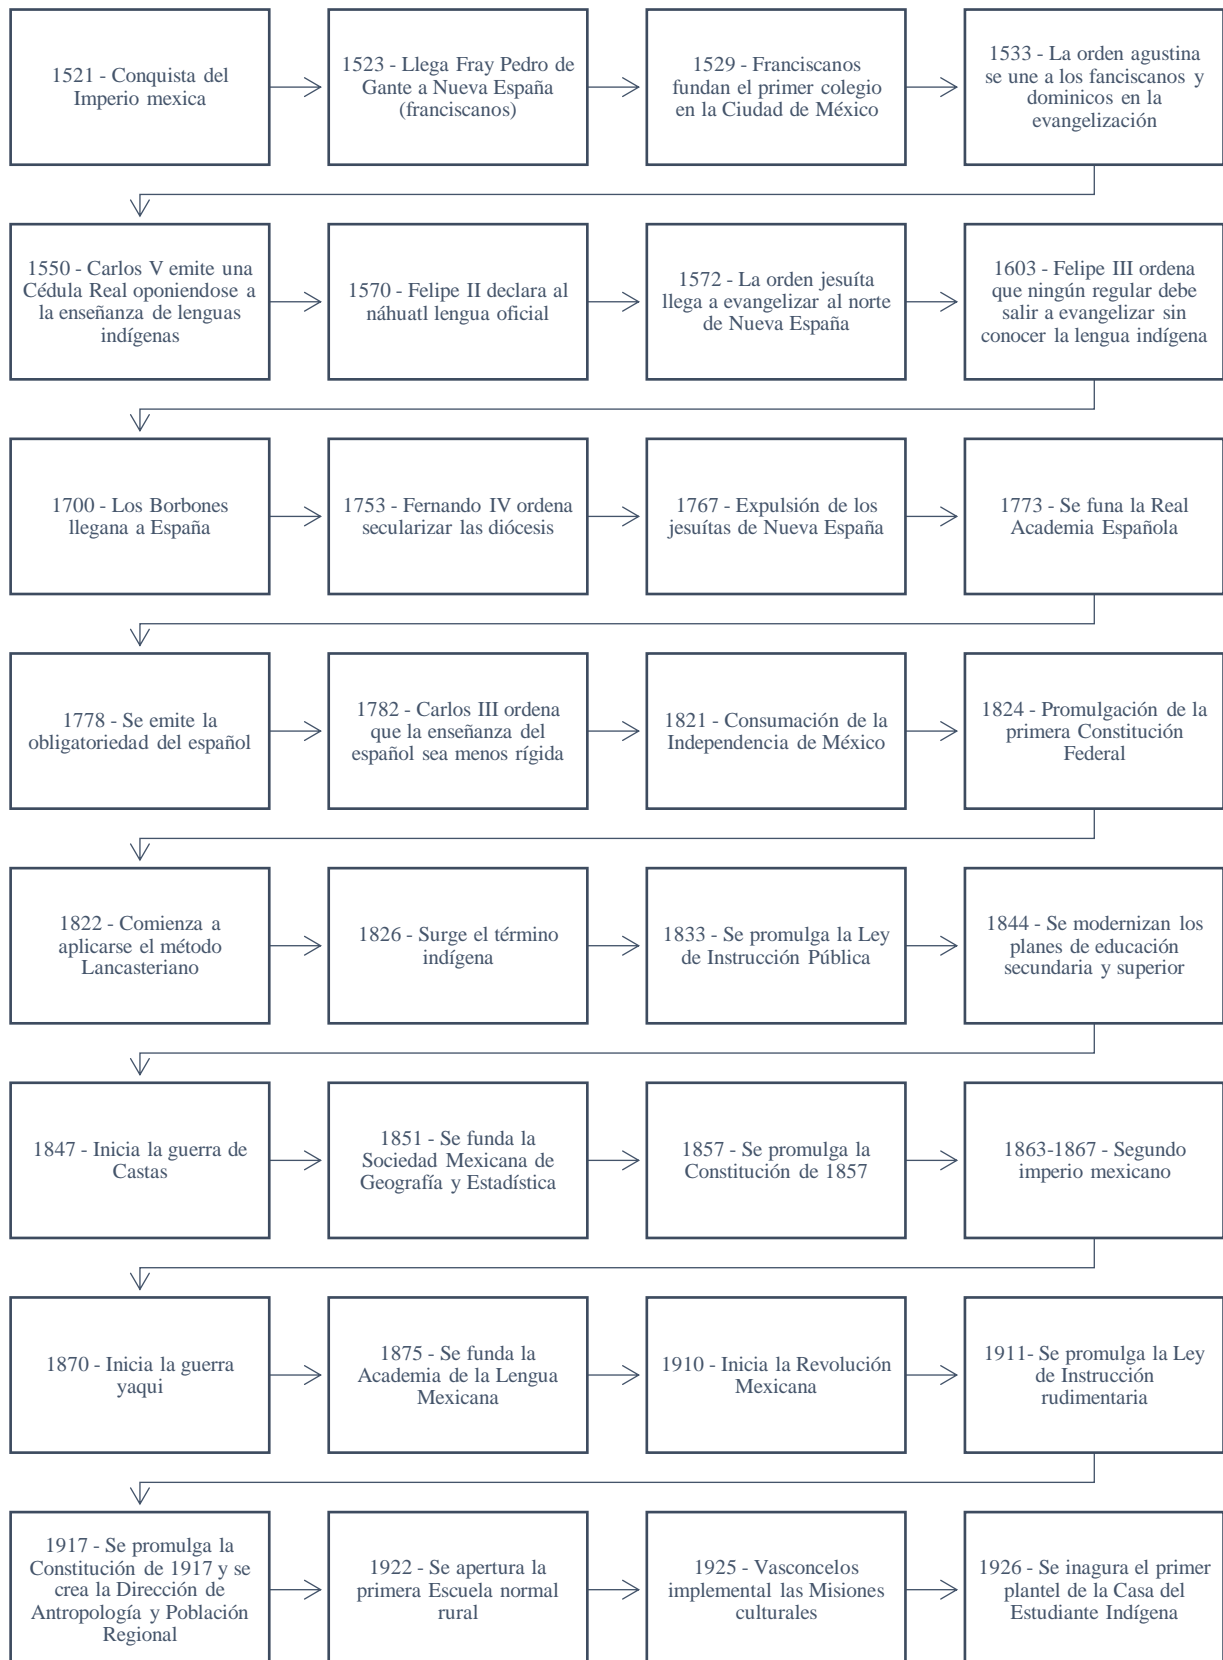 1521 - Conquista del
Imperio mexica
1523 - Llega Fray Pedro de
Gante a Nueva España
(franciscanos)
1529 - Franciscanos
fundan el primer colegio
en la Ciudad de México
1533 - La orden agustina
se une a los fanciscanos y
dominicos en la
evangelización
1550 - Carlos V emite una
Cédula Real oponiendose a
la enseñanza de lenguas
indígenas
1570 - Felipe II declara al
náhuatl lengua oficial
1572 - La orden jesuíta
llega a evangelizar al norte
de Nueva España
1603 - Felipe III ordena
que ningún regular debe
salir a evangelizar sin
conocer la lengua indígena
1700 - Los Borbones
llegana a España
1753 - Fernando IV ordena
secularizar las diócesis
1767 - Expulsión de los
jesuítas de Nueva España
1773 - Se funa la Real
Academia Española
1778 - Se emite la
obligatoriedad del español
1782 - Carlos III ordena
que la enseñanza del
español sea menos rígida
1821 - Consumación de la
Independencia de México
1824 - Promulgación de la
primera Constitución
Federal
1822 - Comienza a
aplicarse el método
Lancasteriano
1826 - Surge el término
indígena
1833 - Se promulga la Ley
de Instrucción Pública
1844 - Se modernizan los
planes de educación
secundaria y superior
1847 - Inicia la guerra de
Castas
1851 - Se funda la
Sociedad Mexicana de
Geografía y Estadística
1857 - Se promulga la
Constitución de 1857
1863-1867 - Segundo
imperio mexicano
1870 - Inicia la guerra
yaqui
1875 - Se funda la
Academia de la Lengua
Mexicana
1910 - Inicia la Revolución
Mexicana
1911- Se promulga la Ley
de Instrucción
rudimentaria
1917 - Se promulga la
Constitución de 1917 y se
crea la Dirección de
Antropología y Población
Regional
1922 - Se apertura la
primera Escuela normal
rural
1925 - Vasconcelos
implemental las Misiones
culturales
1926 - Se inagura el primer
plantel de la Casa del
Estudiante Indígena